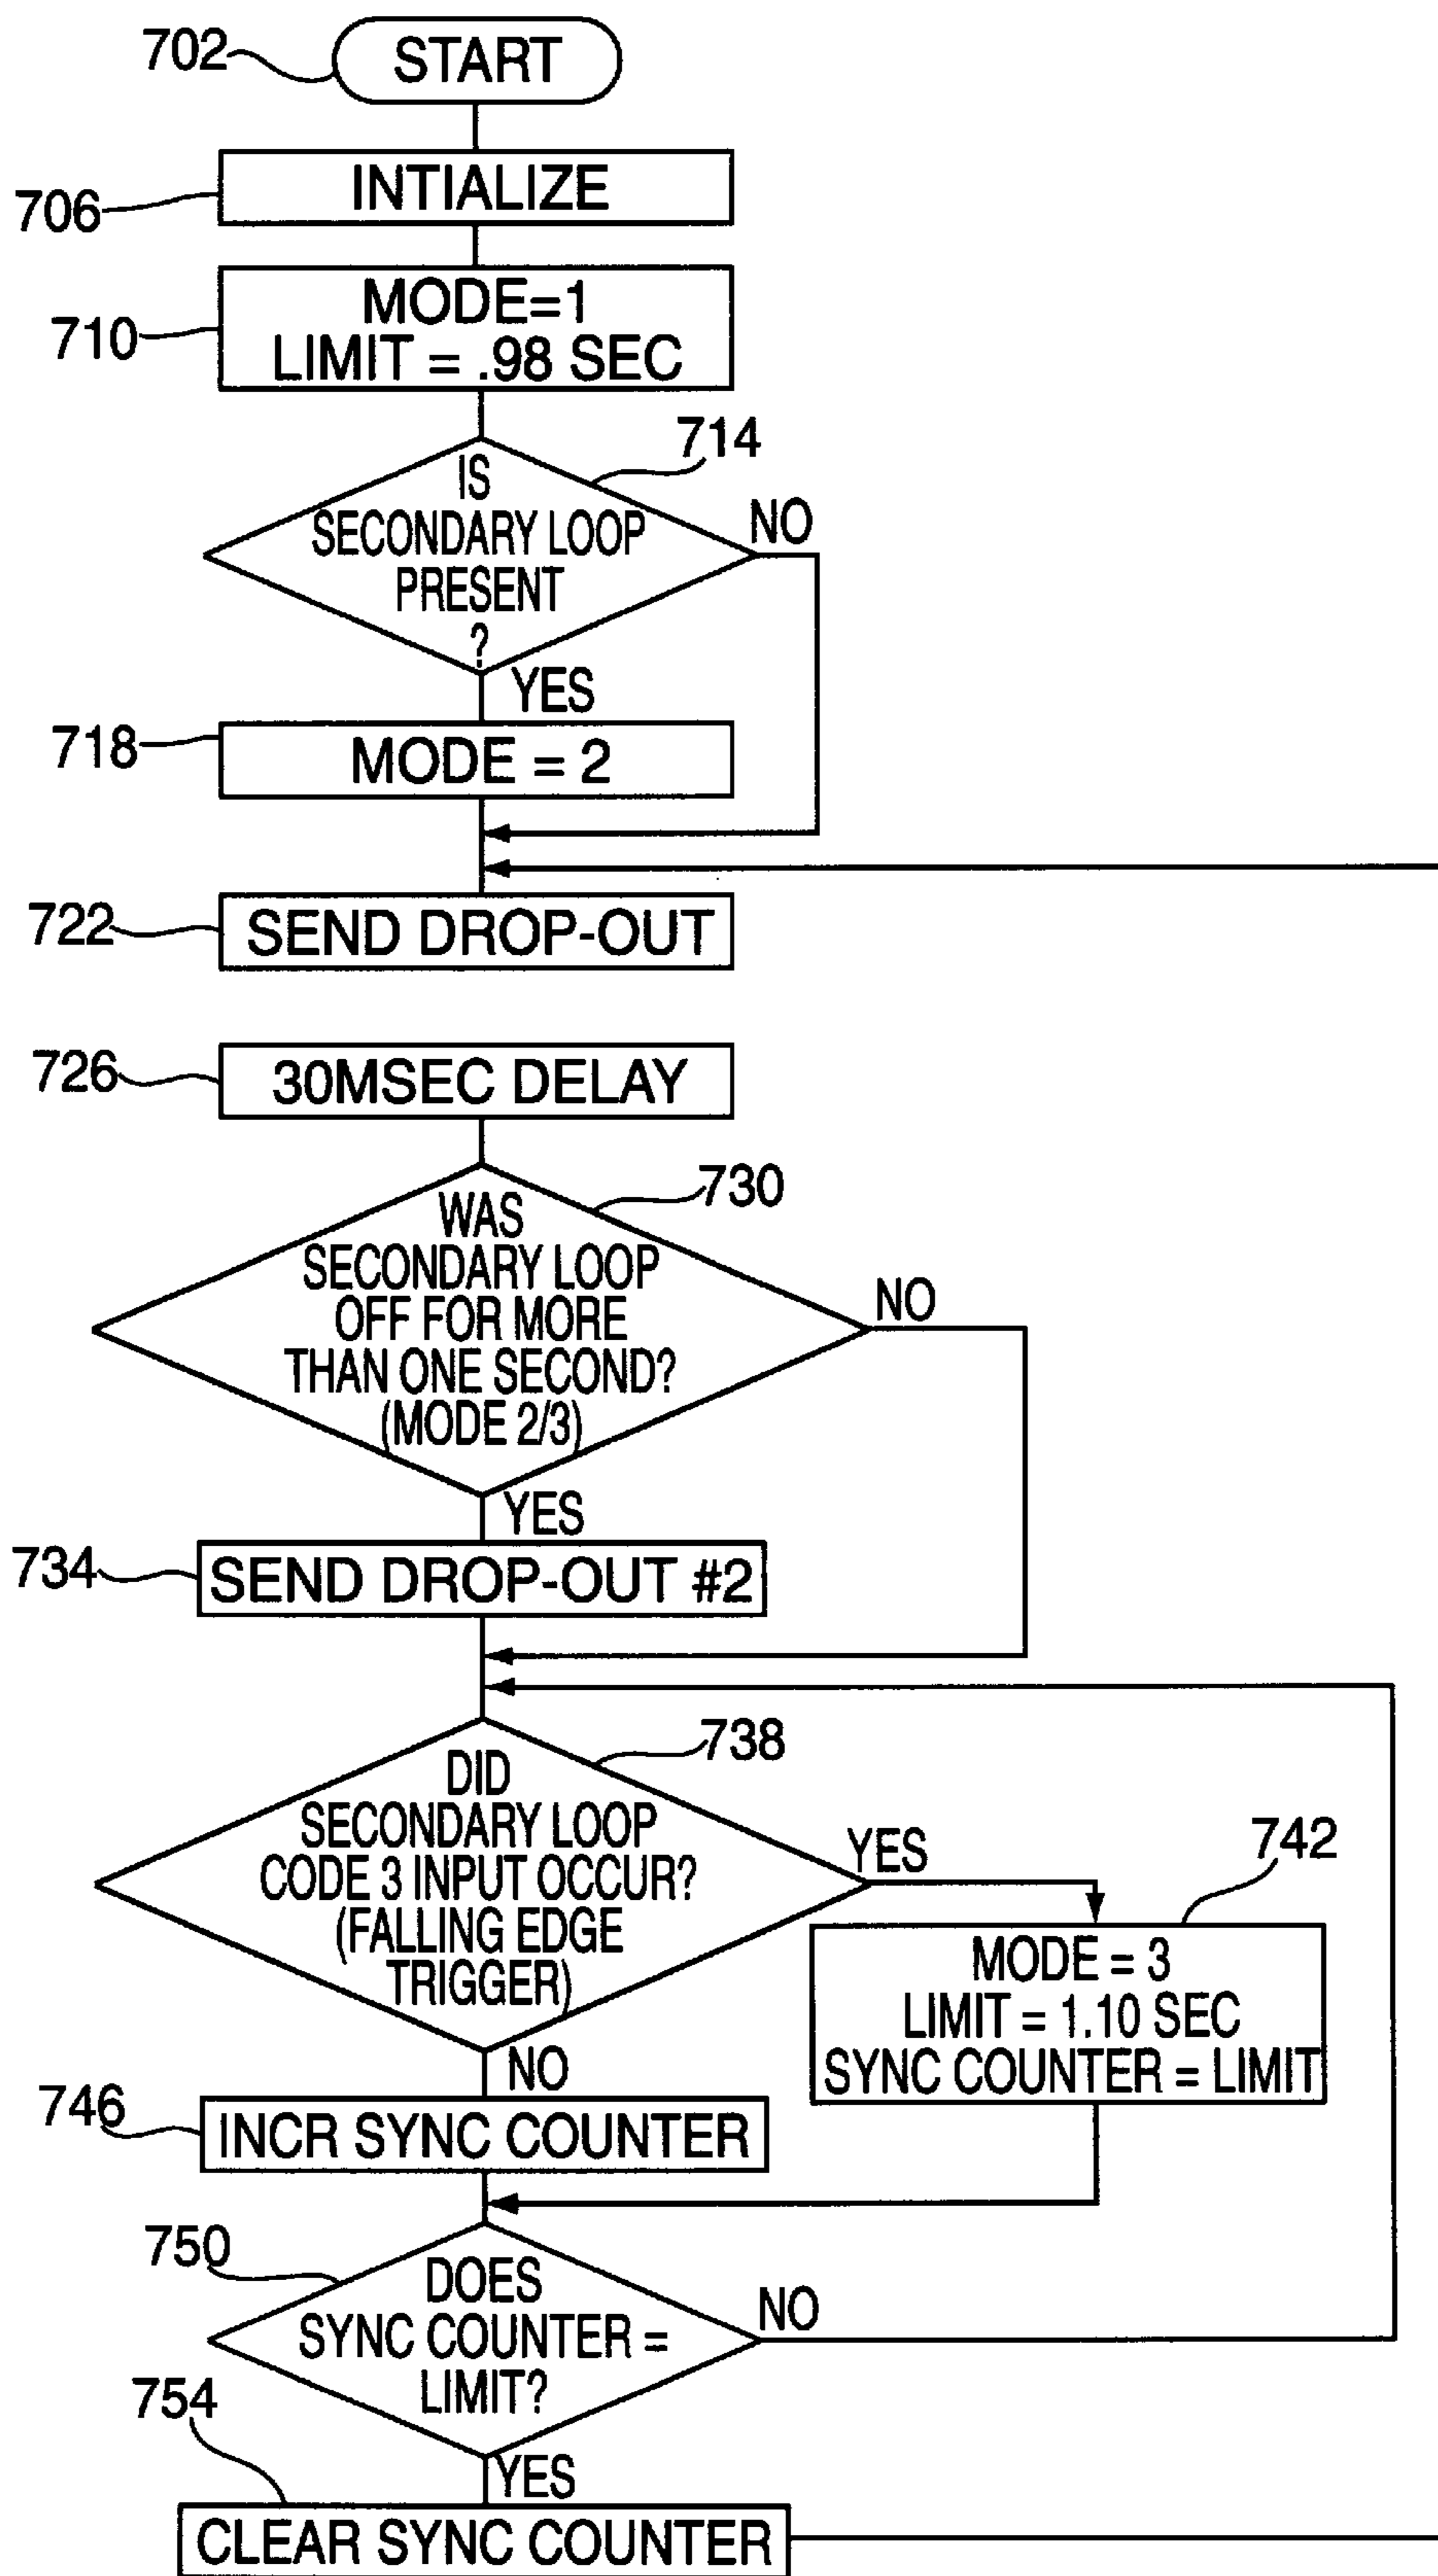 702
START
706
INTIALIZE
710
MODE=1
LIMIT = .98 SEC
714
IS
SECONDARY LOOP
PRESENT
?
NO
YES
718
MODE = 2
722
SEND DROP-OUT
726
30MSEC DELAY
730
WAS
SECONDARY LOOP
OFF FOR MORE
THAN ONE SECOND?
(MODE 2/3)
NO
YES
734
SEND DROP-OUT #2
738
DID
SECONDARY LOOP
CODE 3 INPUT OCCUR?
(FALLING EDGE
TRIGGER)
YES
742
MODE = 3
LIMIT = 1.10 SEC
SYNC COUNTER = LIMIT
NO
746
INCR SYNC COUNTER
750
DOES
SYNC COUNTER =
LIMIT?
NO
754
YES
CLEAR SYNC COUNTER